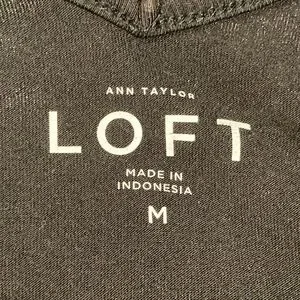 ANN TAYLOR
LOFT
MADE IN
INDONESIA
M